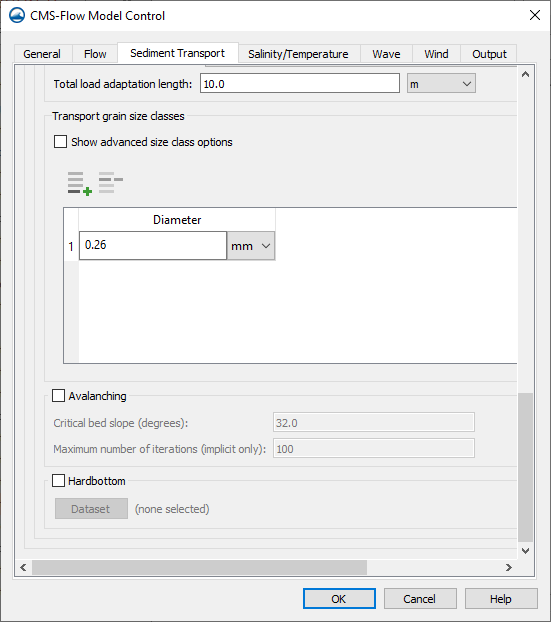 CMS-Flow Model Control
General Flow Sediment Transport Salinity/Temperature Wave Wind Output
Total load adaptation length: 10.0 m
Transport grain size classes
Show advanced size class options
Diameter
1 0.26 mm
Avalanching
Critical bed slope (degrees): 32.0
Maximum number of iterations (implicit only): 100
Hardbottom
Dataset (none selected)
OK Cancel Help